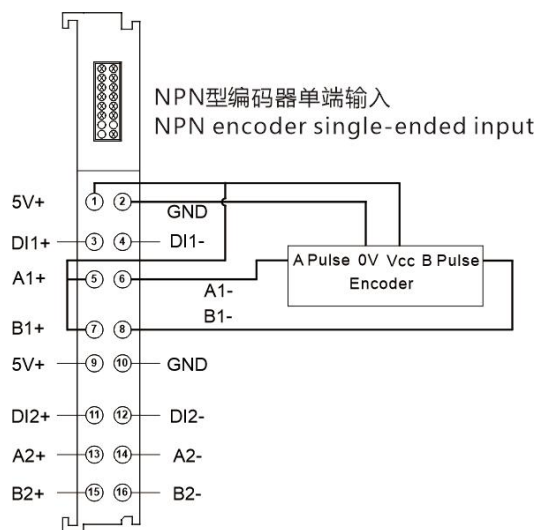 NPN型编码器单端输入
NPN encoder single-ended input
5V+ 1 2 GND
DI1+ 3 4 DI1-
A Pulse 0V Vcc B Pulse
Encoder
A1+ 5 6 A1-
B1+ 7 8 B1-
5V+ 9 10 GND
DI2+ 11 12 DI2-
A2+ 13 14 A2-
B2+ 15 16 B2-